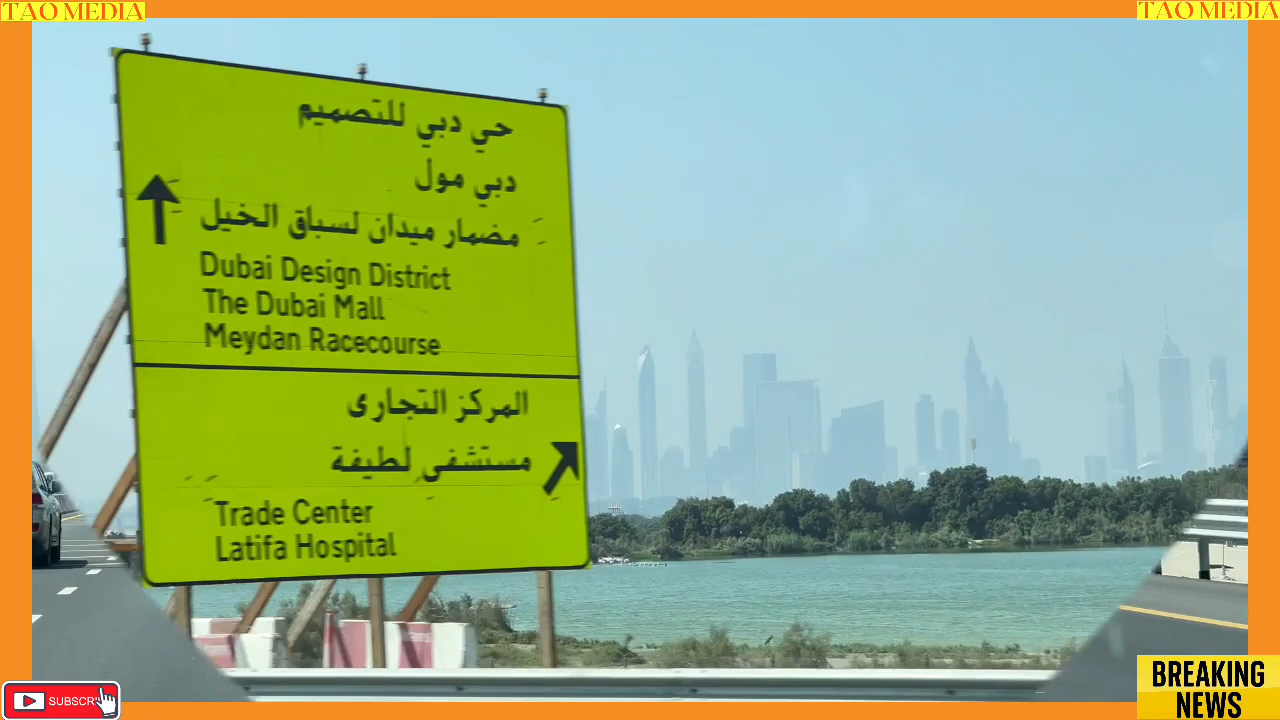 TAO MEDIA
TAO MEDIA
حي دبي للتصميم
دبي مول
مضمار ميدان لسباق الخيل
Dubai Design District
The Dubai Mall
Meydan Racecourse
المركز التجارى
مستشفى لطيفة
Trade Center
Latifa Hospital
BREAKING
NEWS